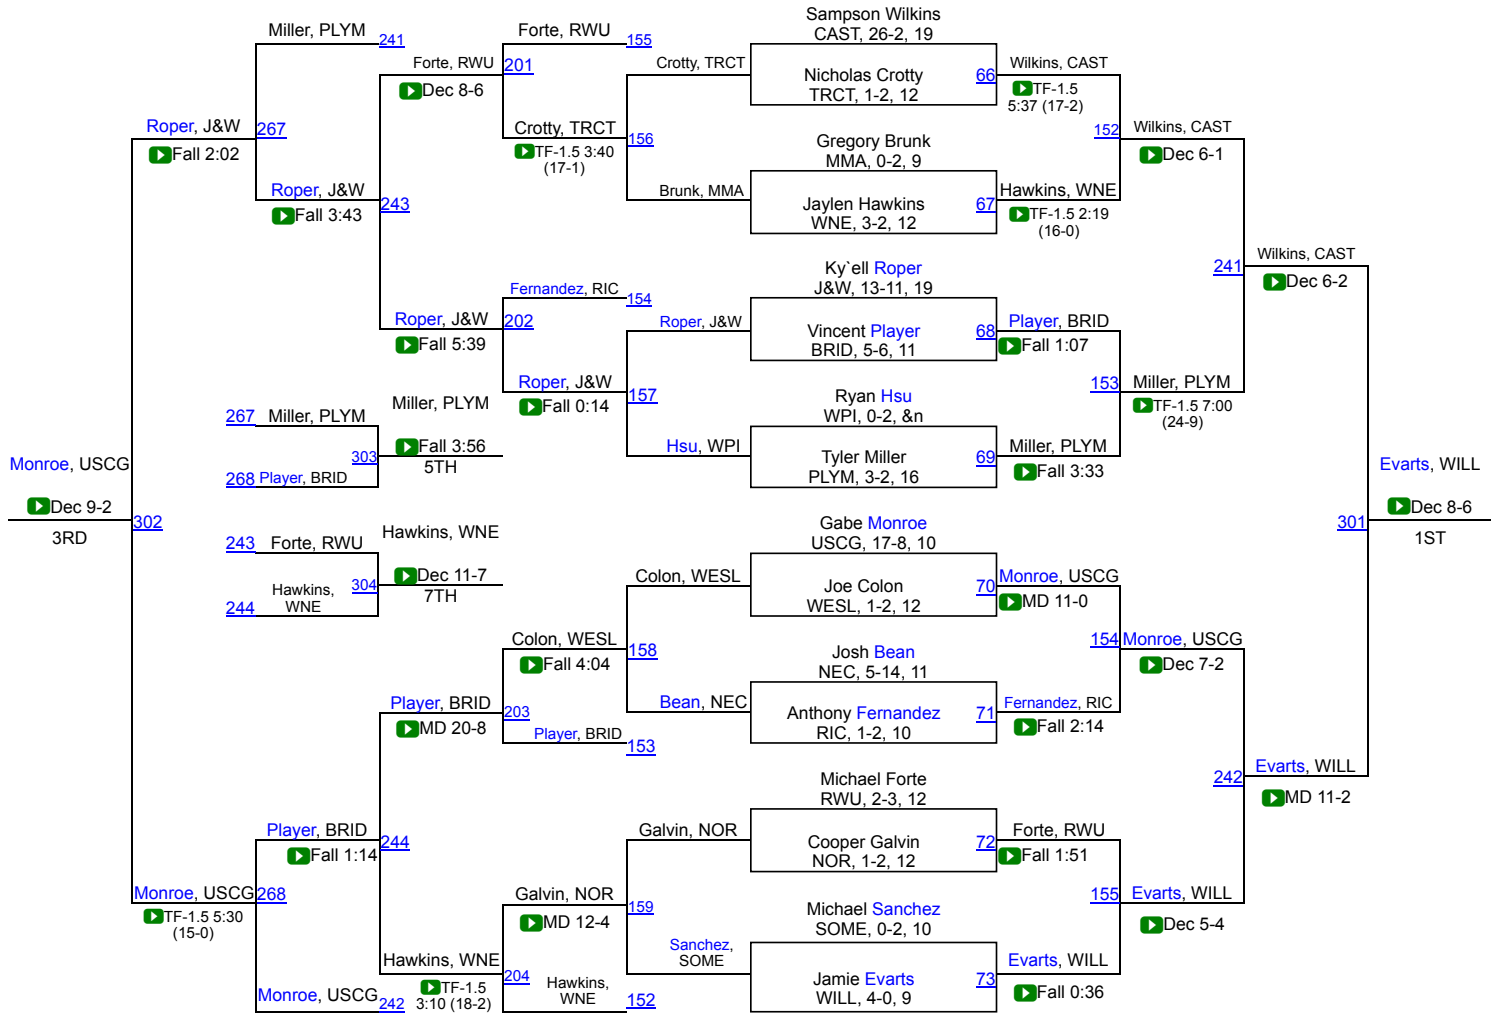 Sampson Wilkins
CAST, 26-2, 19
Nicholas Crotty
TRCT, 1-2, 12
66
Gregory Brunk
MMA, 0-2, 9
Jaylen Hawkins
WNE, 3-2, 12
67
Ky`ell Roper
J&W, 13-11, 19
Vincent Player
BRID, 5-6, 11
68
Ryan Hsu
WPI, 0-2, &n
Tyler Miller
PLYM, 3-2, 16
69
Gabe Monroe
USCG, 17-8, 10
Joe Colon
WESL, 1-2, 12
70
Josh Bean
NEC, 5-14, 11
Anthony Fernandez
RIC, 1-2, 10
71
Michael Forte
RWU, 2-3, 12
Cooper Galvin
NOR, 1-2, 12
72
Michael Sanchez
SOME, 0-2, 10
Jamie Evarts
WILL, 4-0, 9
73
Wilkins, CAST
TF-1.5
5:37 (17-2)
152
Hawkins, WNE
TF-1.5 2:19
(16-0)
Player, BRID
Fall 1:07
153
Miller, PLYM
Fall 3:33
Monroe, USCG
MD 11-0
154
Fernandez, RIC
Fall 2:14
Forte, RWU
Fall 1:51
155
Evarts, WILL
Fall 0:36
Wilkins, CAST
Dec 6-1
241
Miller, PLYM
TF-1.5 7:00
(24-9)
Monroe, USCG
Dec 7-2
242
Evarts, WILL
Dec 5-4
Wilkins, CAST
Dec 6-2
301
Evarts, WILL
MD 11-2
Evarts, WILL
Dec 8-6
1ST
Crotty, TRCT
156
Brunk, MMA
Roper, J&W
157
Hsu, WPI
Colon, WESL
158
Bean, NEC
Galvin, NOR
159
Sanchez,
SOME
Forte, RWU
155
201
Crotty, TRCT
TF-1.5 3:40
(17-1)
Fernandez, RIC
154
202
Roper, J&W
Fall 0:14
Colon, WESL
Fall 4:04
203
Player, BRID
153
Galvin, NOR
MD 12-4
204
Hawkins,
WNE
152
Forte, RWU
Dec 8-6
243
Roper, J&W
Fall 5:39
Player, BRID
MD 20-8
244
Hawkins, WNE
TF-1.5
3:10 (18-2)
Miller, PLYM
241
267
Roper, J&W
Fall 3:43
Player, BRID
Fall 1:14
268
Monroe, USCG
242
Roper, J&W
Fall 2:02
302
Monroe, USCG
TF-1.5 5:30
(15-0)
Monroe, USCG
Dec 9-2
3RD
267
Miller, PLYM
303
268
Player, BRID
Miller, PLYM
Fall 3:56
5TH
243
Forte, RWU
304
244
Hawkins,
WNE
Hawkins, WNE
Dec 11-7
7TH